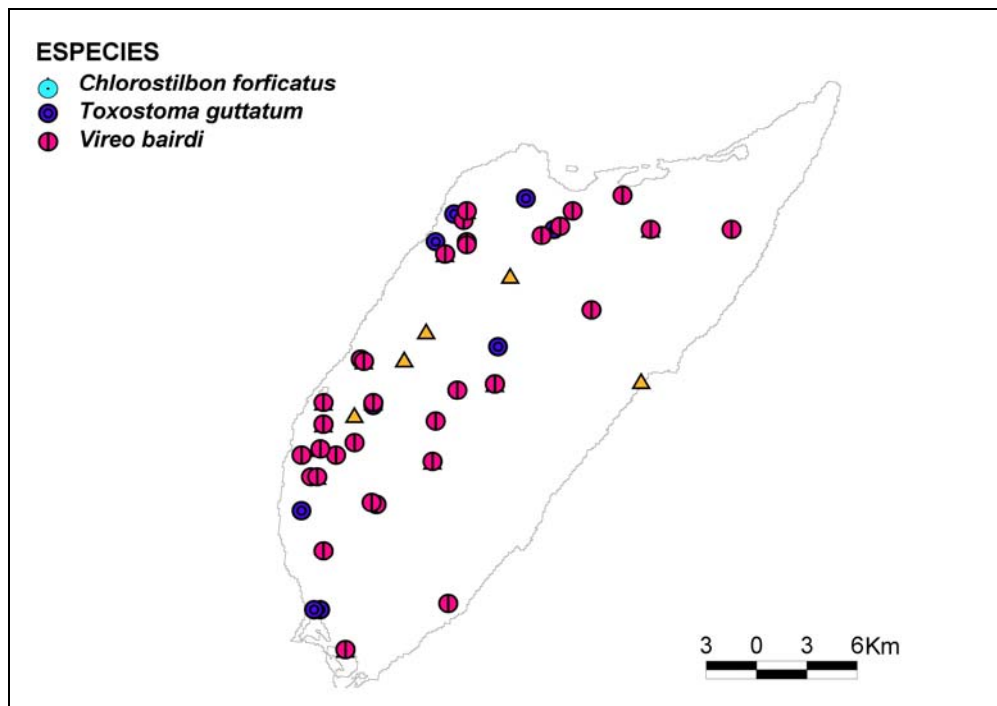 ESPECIES
Chlorostilbon forficatus
Toxostoma guttatum
Vireo bairdi
3 0 3 6Km